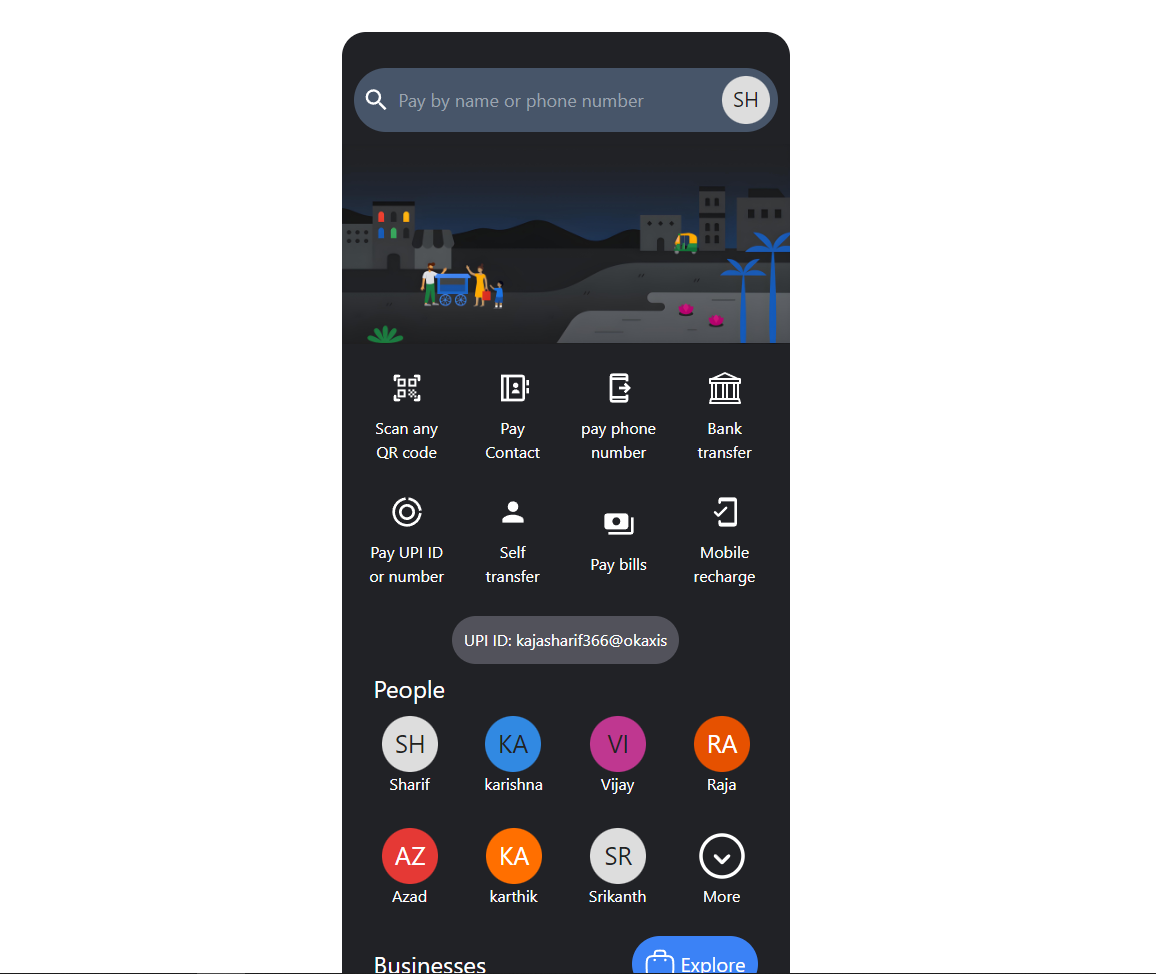 Pay by name or phone number
SH
Scan any
QR code
Pay
Contact
pay phone
number
Bank
transfer
Pay UPI ID
or number
Self
transfer
Pay bills
Mobile
recharge
UPI ID: kajasharif366@okaxis
People
SH
Sharif
KA
karishna
VI
Vijay
RA
Raja
AZ
Azad
KA
karthik
SR
Srikanth
More
Businesses
Explore